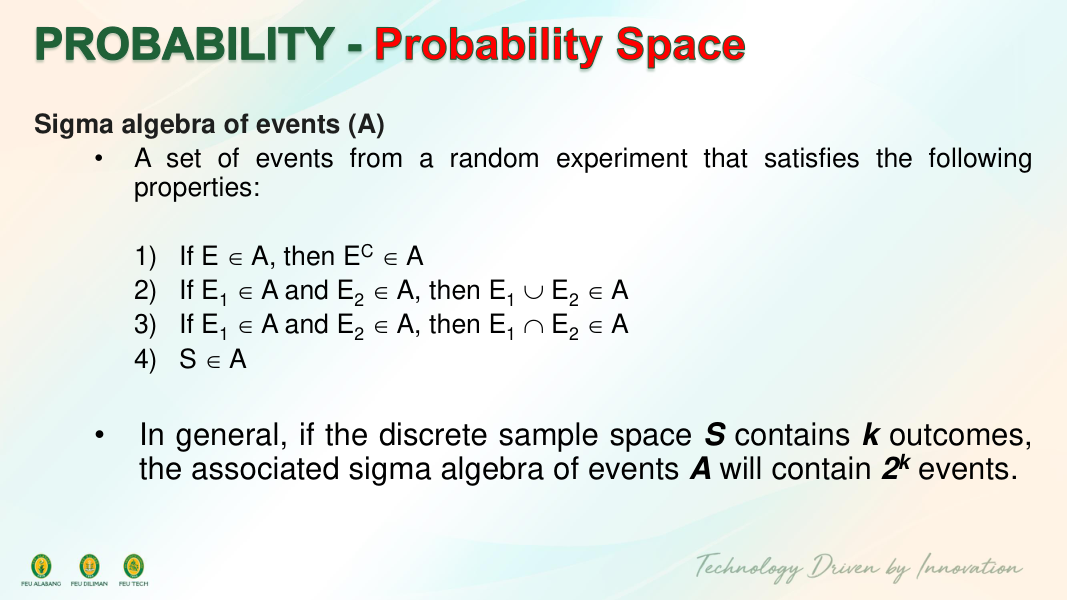 PROBABILITY - Probability Space
Sigma algebra of events (A)
• A set of events from a random experiment that satisfies the following
properties:
1) If E ∈ A, then Eᶜ ∈ A
2) If E₁ ∈ A and E₂ ∈ A, then E₁ ∪ E₂ ∈ A
3) If E₁ ∈ A and E₂ ∈ A, then E₁ ∩ E₂ ∈ A
4) S ∈ A
• In general, if the discrete sample space S contains k outcomes,
the associated sigma algebra of events A will contain 2ᵏ events.
FEU ALABANG FEU DILIMAN FEU TECH
Technology Driven by Innovation